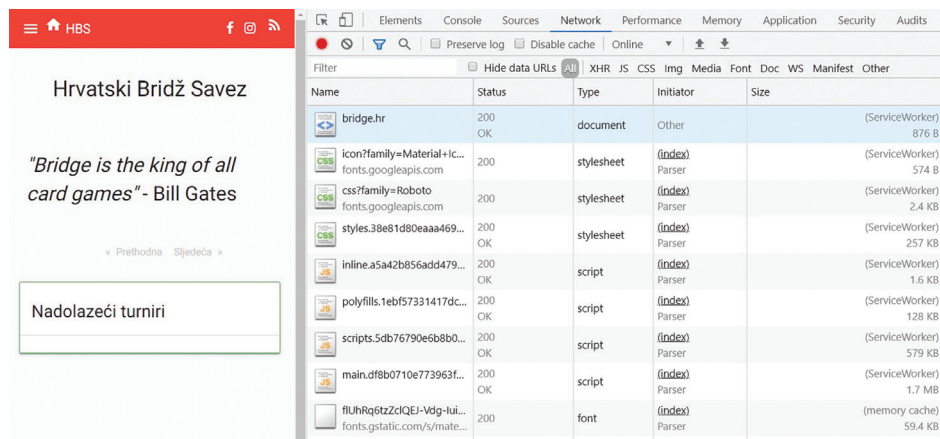 HBS
Hrvatski Bridž Savez
"Bridge is the king of all
card games" - Bill Gates
« Prethodna Sljedeća »
Nadolazeći turniri
Elements Console Sources Network Performance Memory Application Security Audits
Preserve log Disable cache Online
Filter Hide data URLs All XHR JS CSS Img Media Font Doc WS Manifest Other
Name Status Type Initiator Size
bridge.hr 200 OK document Other (ServiceWorker) 876 B
icon?family=Material+Ic... fonts.googleapis.com 200 stylesheet (index) Parser (ServiceWorker) 574 B
css?family=Roboto fonts.googleapis.com 200 stylesheet (index) Parser (ServiceWorker) 2.4 KB
styles.38e81d80eaaa469... 200 OK stylesheet (index) Parser (ServiceWorker) 257 KB
inline.a5a42b856add479... 200 OK script (index) Parser (ServiceWorker) 1.6 KB
polyfills.1ebf57331417dc... 200 OK script (index) Parser (ServiceWorker) 128 KB
scripts.5db76790e6b8b0... 200 OK script (index) Parser (ServiceWorker) 579 KB
main.df8b0710e773963f... 200 OK script (index) Parser (ServiceWorker) 1.7 MB
flUhRq6tzZclQEJ-Vdg-Iui... fonts.gstatic.com/s/mate... 200 font (index) Parser (memory cache) 59.4 KB